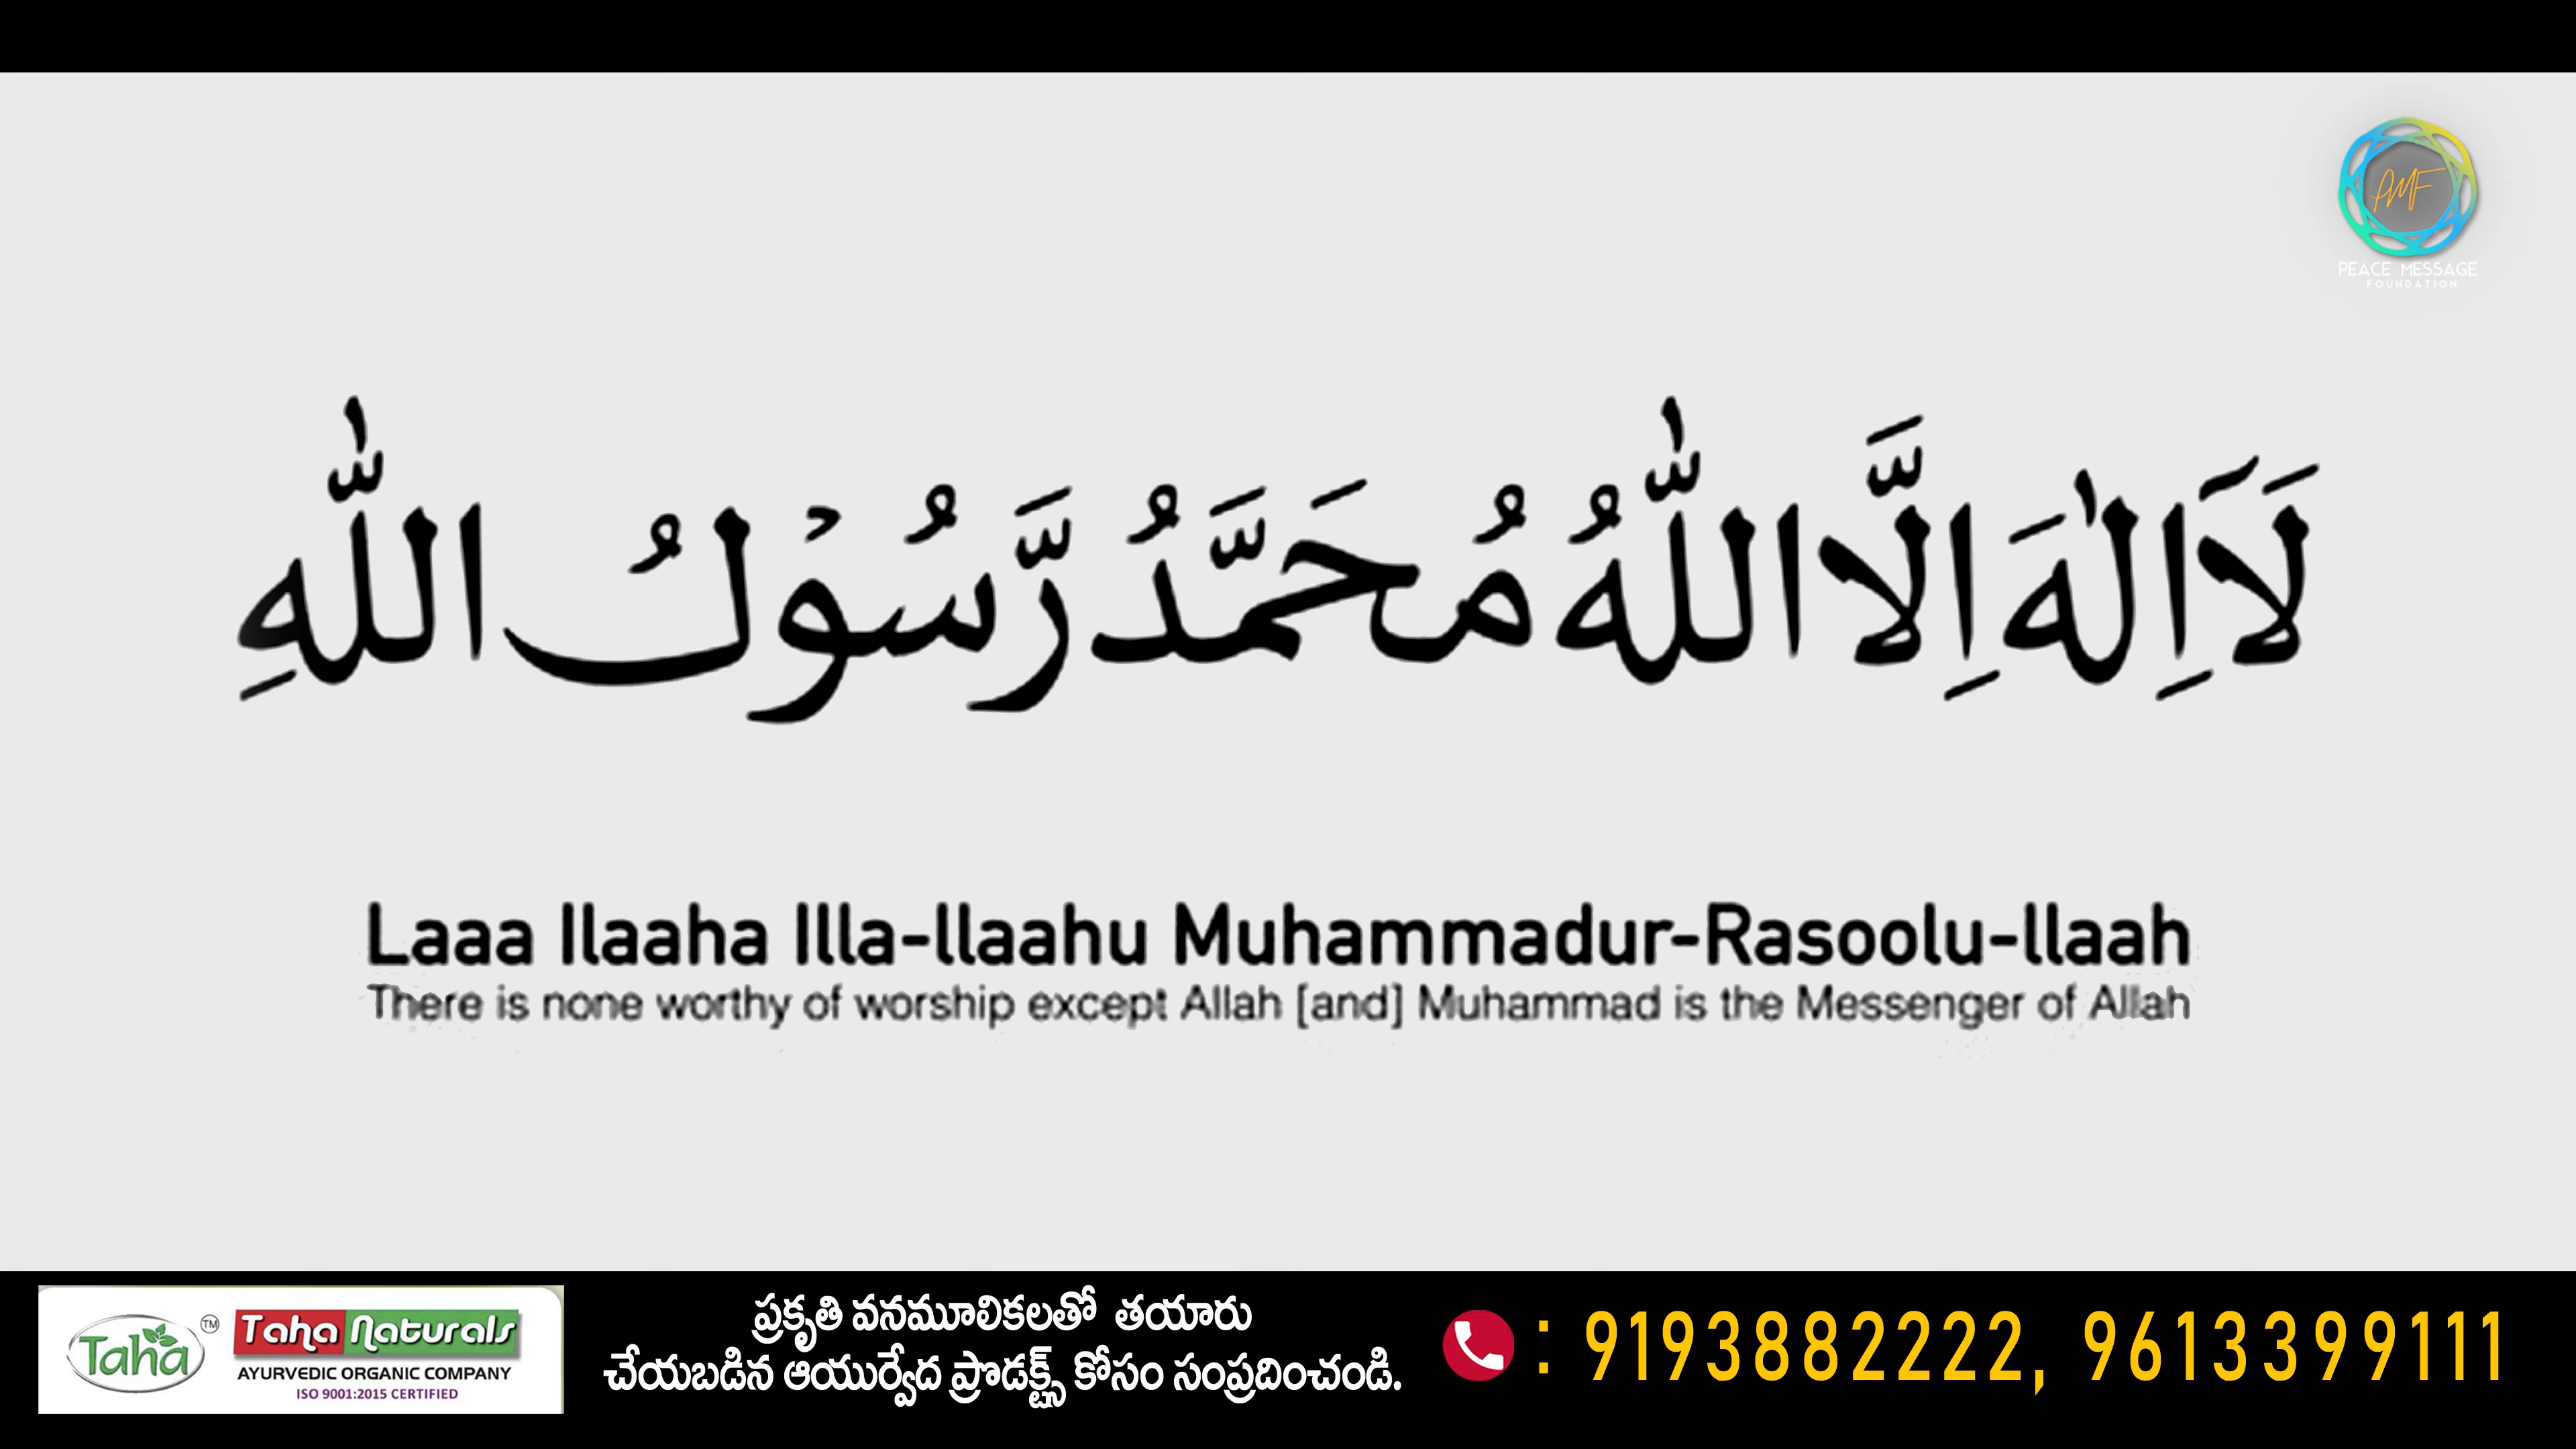 PMF
PEACE MESSAGE
FOUNDATION
لَاَ اِلٰهَ اِلَّا اللّٰهُ مُحَمَّدُ رَّسُوْلُ اللّٰهِ
Laaa Ilaaha Illa-llaahu Muhammadur-Rasoolu-llaah
There is none worthy of worship except Allah [and] Muhammad is the Messenger of Allah
Taha TM
Taha Naturals
AYURVEDIC ORGANIC COMPANY
ISO 9001:2015 CERTIFIED
ప్రకృతి వనమూలికలతో తయారు
చేయబడిన ఆయుర్వేద ప్రొడక్ట్స్ కోసం సంప్రదించండి.
: 9193882222, 9613399111